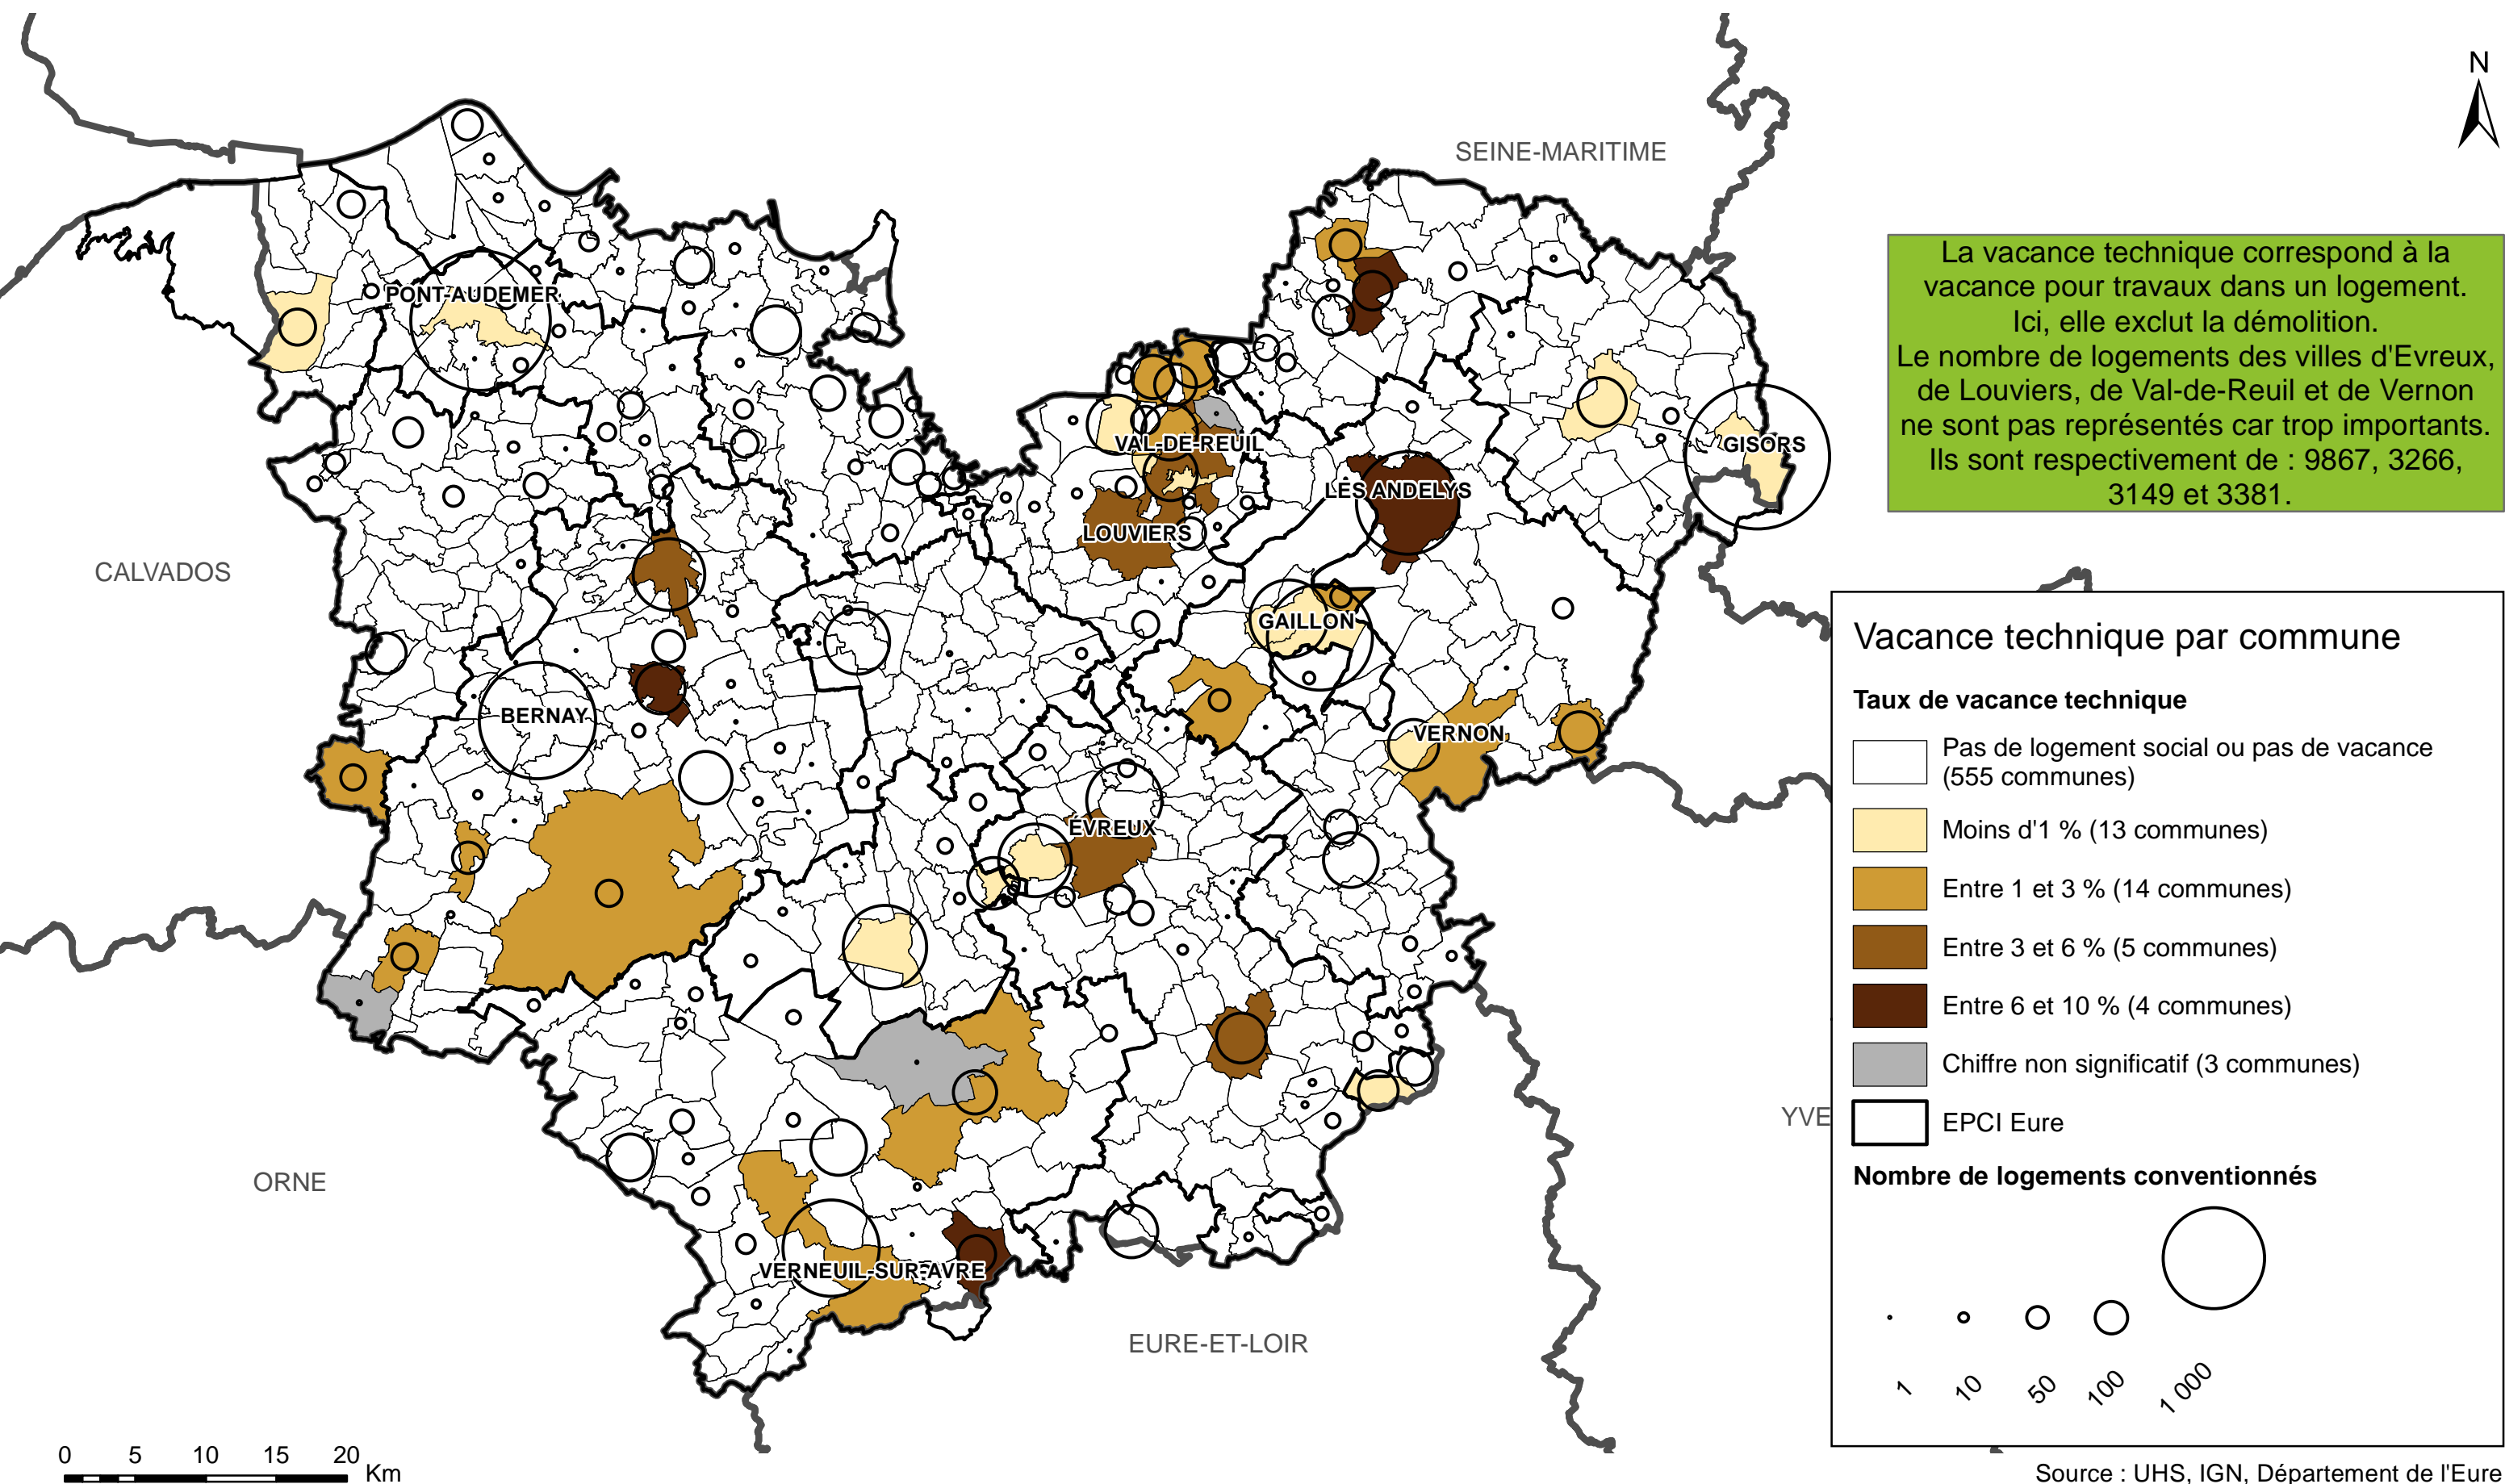 N
SEINE-MARITIME
La vacance technique correspond à la
vacance pour travaux dans un logement.
Ici, elle exclut la démolition.
Le nombre de logements des villes d'Evreux,
de Louviers, de Val-de-Reuil et de Vernon
ne sont pas représentés car trop importants.
Ils sont respectivement de : 9867, 3266,
3149 et 3381.
PONT-AUDEMER
VAL-DE-REUIL
GISORS
LES ANDELYS
LOUVIERS
CALVADOS
GAILLON
BERNAY
VERNON
ÉVREUX
VERNEUIL-SUR-AVRE
ORNE
YVE
EURE-ET-LOIR
Vacance technique par commune
Taux de vacance technique
Pas de logement social ou pas de vacance
(555 communes)
Moins d'1 % (13 communes)
Entre 1 et 3 % (14 communes)
Entre 3 et 6 % (5 communes)
Entre 6 et 10 % (4 communes)
Chiffre non significatif (3 communes)
EPCI Eure
Nombre de logements conventionnés
1 10 50 100 1 000
0 5 10 15 20
Km
Source : UHS, IGN, Département de l'Eure